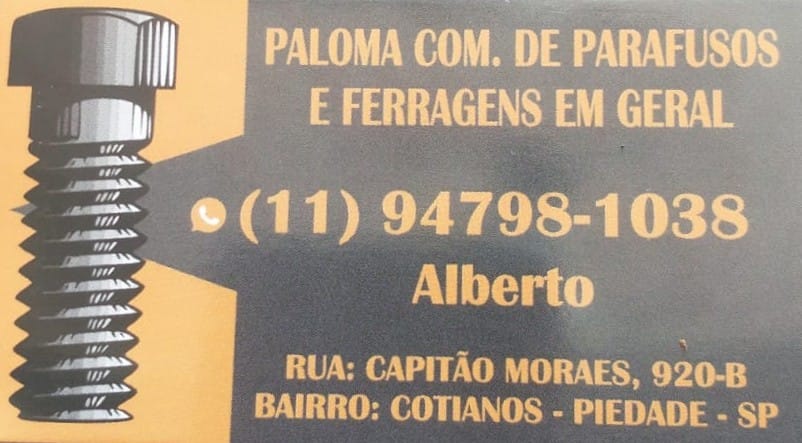 PALOMA COM. DE PARAFUSOS
E FERRAGENS EM GERAL
(11) 94798-1038
Alberto
RUA: CAPITÃO MORAES, 920-B
BAIRRO: COTIANOS - PIEDADE - SP